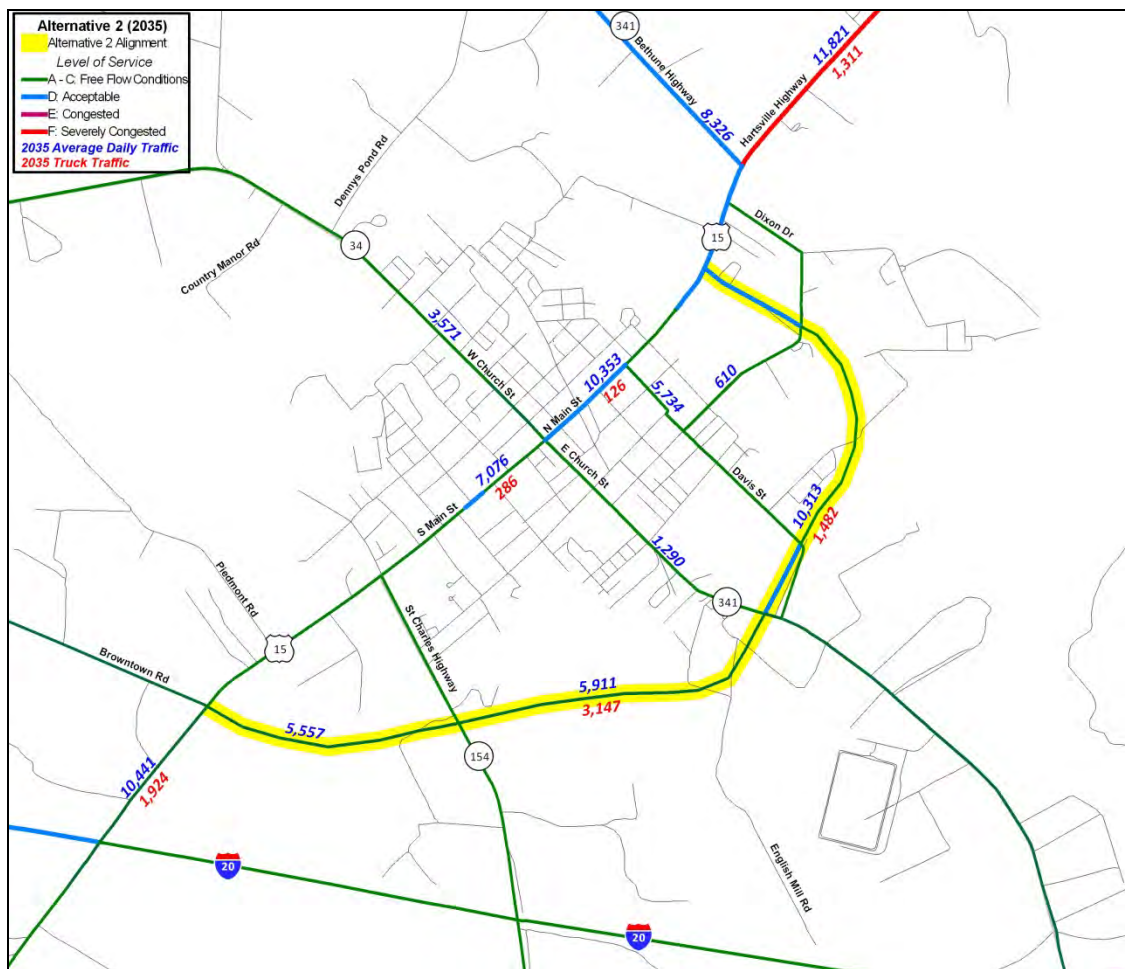 Alternative 2 (2035)
Alternative 2 Alignment
Level of Service
A - C: Free Flow Conditions
D: Acceptable
E: Congested
F: Severely Congested
2035 Average Daily Traffic
2035 Truck Traffic
341
Bethune Highway
8,326
11,821
1,311
Hartsville Highway
Dennys Pond Rd
Country Manor Rd
34
15
Dixon Dr
3,571
W Church St
10,353
126
N Main St
5,734
610
7,076
286
S Main St
E Church St
Davis St
10,313
1,482
1,290
341
Piedmont Rd
15
St Charles Highway
Browntown Rd
5,911
3,147
5,557
154
10,441
1,924
20
English Mill Rd
20